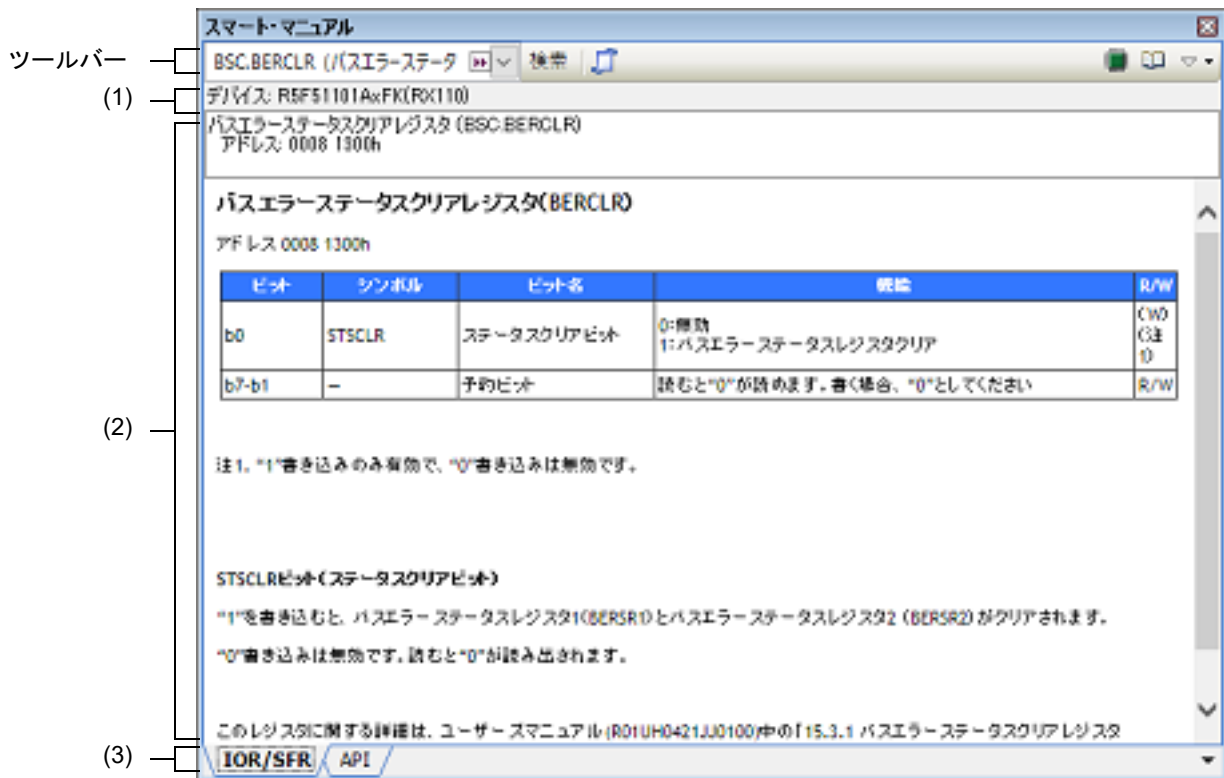 スマート・マニュアル
ツールバー
BSC.BERCLR (バスエラーステータ 検索
(1)
デバイス: R5F51101AxFK(RX110)
バスエラーステータスクリアレジスタ (BSC.BERCLR)
アドレス: 0008 1300h
バスエラーステータスクリアレジスタ(BERCLR)
アドレス 0008 1300h
ビット シンボル ビット名 機能 R/W
b0 STSCLR ステータスクリアビット 0:無効 1:バスエラーステータスレジスタクリア (W) (注1)
b7-b1 — 予約ビット 読むと"0"が読めます。書く場合、"0"としてください R/W
(2)
注1. "1"書き込みのみ有効で、"0"書き込みは無効です。
STSCLRビット(ステータスクリアビット)
"1"を書き込むと、バスエラーステータスレジスタ1(BERSR1)とバスエラーステータスレジスタ2 (BERSR2) がクリアされます。
"0"書き込みは無効です。読むと"0"が読み出されます。
このレジスタに関する詳細は、ユーザーズマニュアル(R01UH0421JJ0100)中の「15.3.1 バスエラーステータスクリアレジスタ
(3)
IOR/SFR API